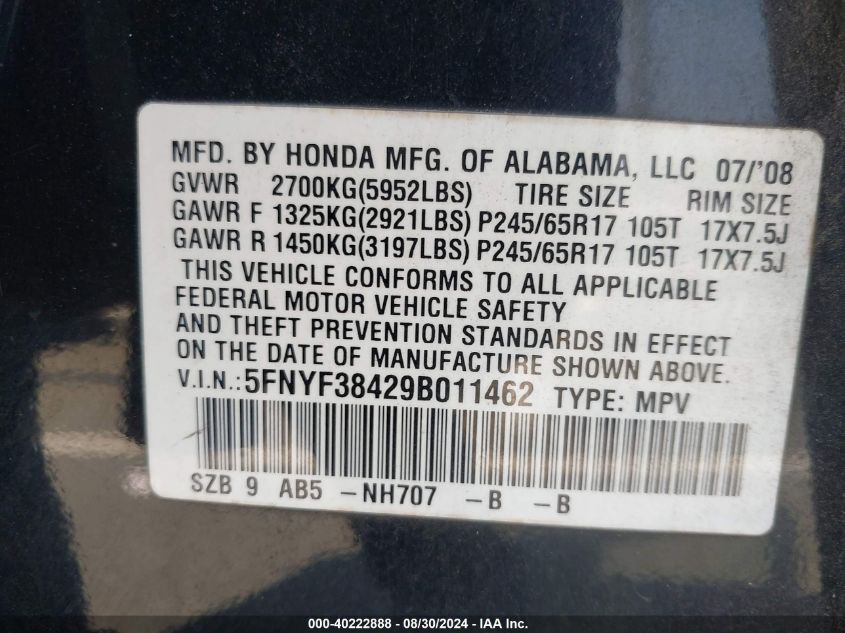 MFD. BY HONDA MFG. OF ALABAMA, LLC 07/'08
GVWR 2700KG(5952LBS) TIRE SIZE RIM SIZE
GAWR F 1325KG(2921LBS) P245/65R17 105T 17X7.5J
GAWR R 1450KG(3197LBS) P245/65R17 105T 17X7.5J
THIS VEHICLE CONFORMS TO ALL APPLICABLE
FEDERAL MOTOR VEHICLE SAFETY
AND THEFT PREVENTION STANDARDS IN EFFECT
ON THE DATE OF MANUFACTURE SHOWN ABOVE.
V.I.N.: 5FNYF38429B011462 TYPE: MPV
SZB 9 AB5 -NH707 -B -B
000-40222888 - 08/30/2024 - IAA Inc.